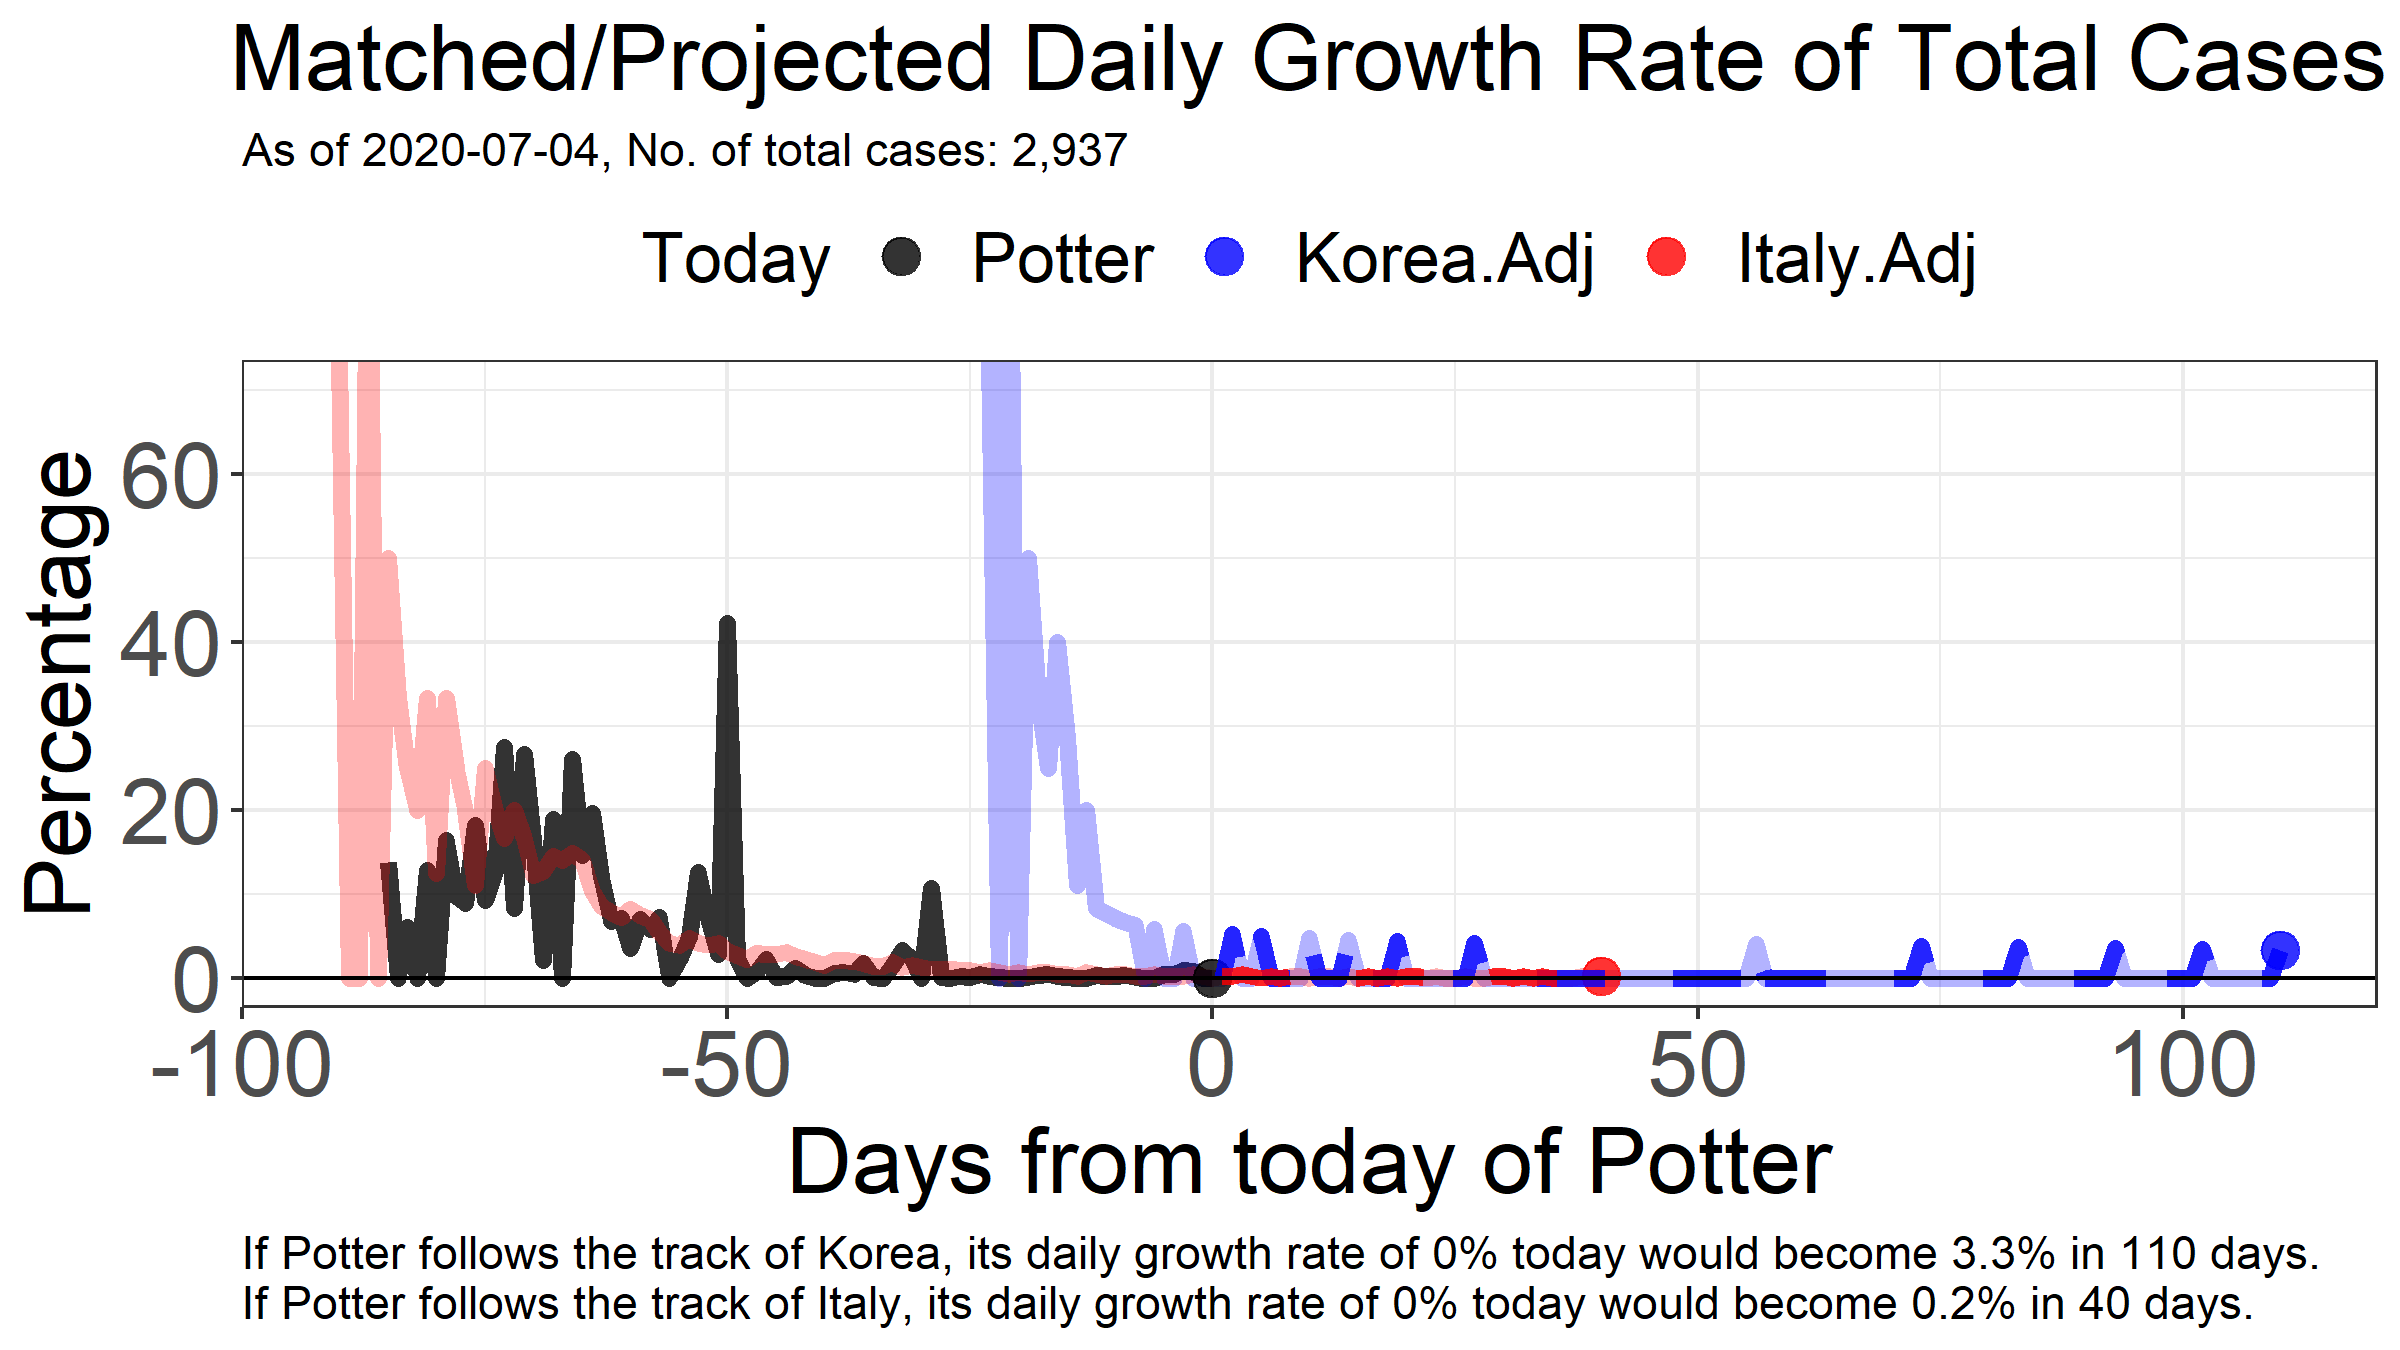 Matched/Projected Daily Growth Rate of Total Cases
As of 2020-07-04, No. of total cases: 2,937
Today Potter Korea.Adj Italy.Adj
Percentage
60
40
20
0
-100 -50 0 50 100
Days from today of Potter
If Potter follows the track of Korea, its daily growth rate of 0% today would become 3.3% in 110 days.
If Potter follows the track of Italy, its daily growth rate of 0% today would become 0.2% in 40 days.